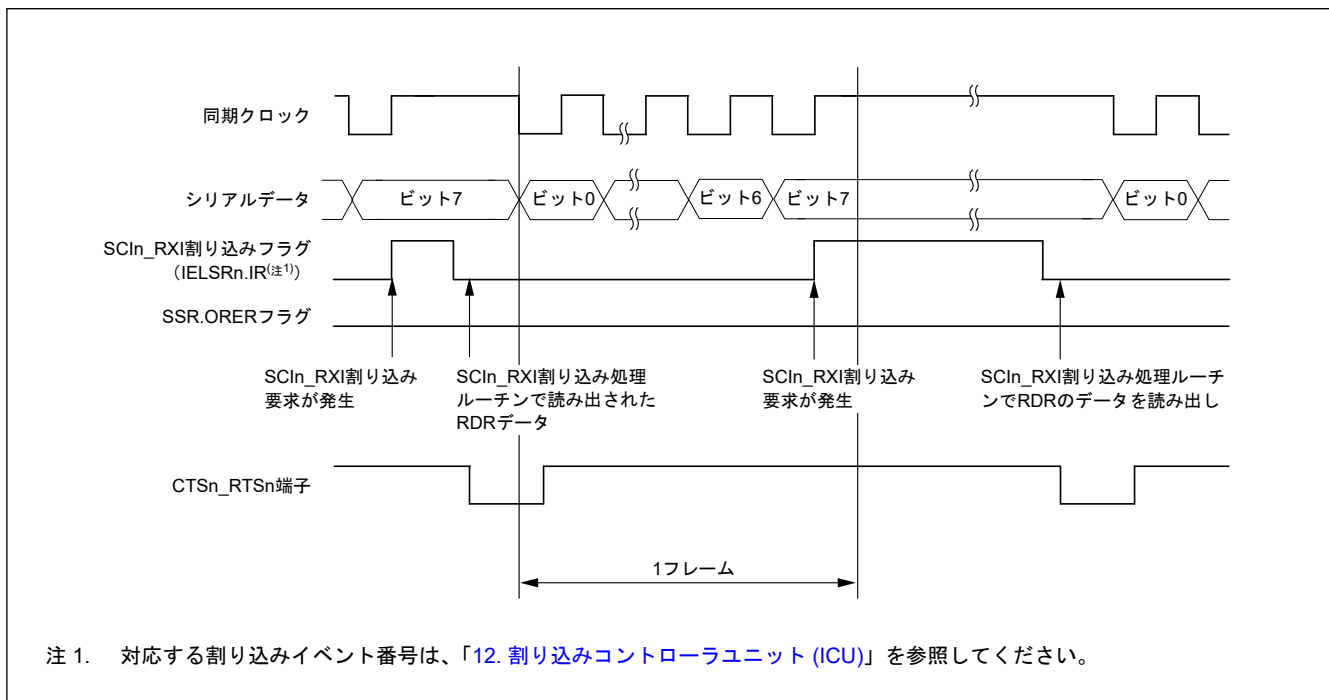 同期クロック
シリアルデータ
ビット7
ビット0
ビット6
ビット7
ビット0
SCIn_RXI割り込みフラグ
（IELSRn.IR(注1)）
SSR.ORERフラグ
SCIn_RXI割り込み
要求が発生
SCIn_RXI割り込み処理
ルーチンで読み出された
RDRデータ
SCIn_RXI割り込み
要求が発生
SCIn_RXI割り込み処理ルーチ
ンでRDRのデータを読み出し
CTSn_RTSn端子
1フレーム
注 1. 対応する割り込みイベント番号は、「12. 割り込みコントローラユニット (ICU)」を参照してください。